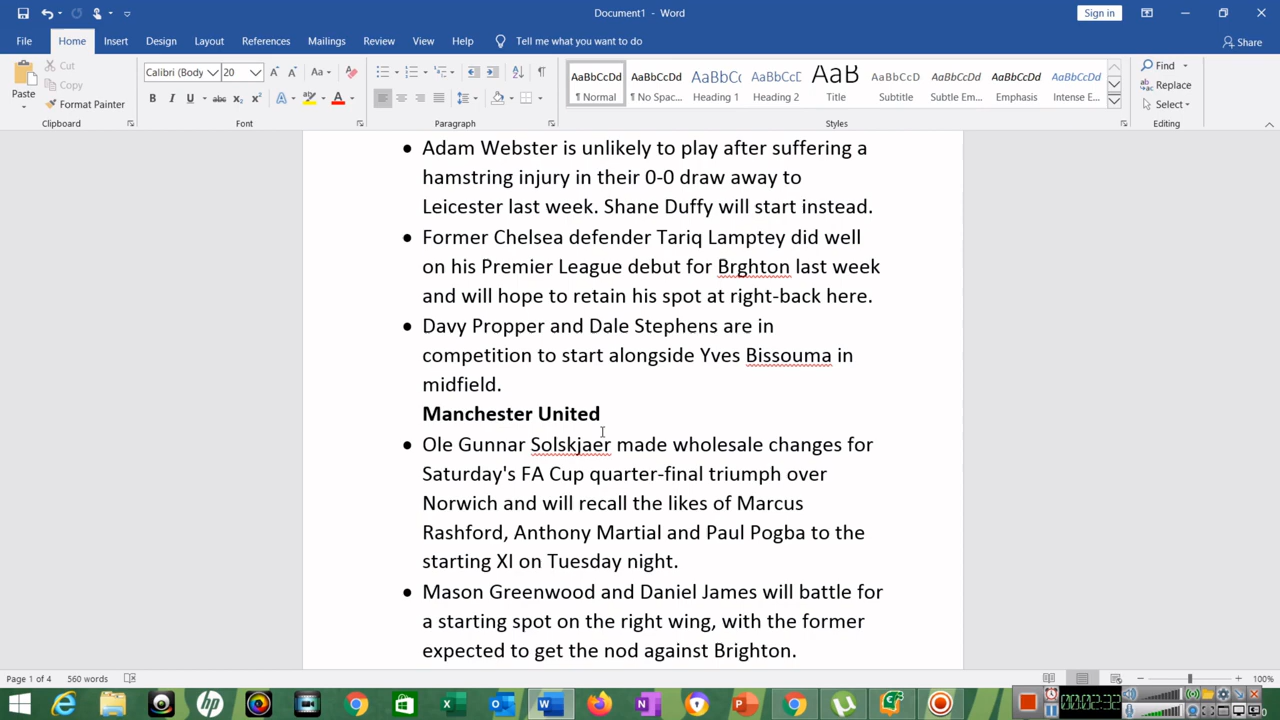 Document1 - Word
Sign in
File Home Insert Design Layout References Mailings Review View Help Tell me what you want to do Share
Paste
Cut
Copy
Format Painter
Clipboard
Calibri (Body 20
Font
Paragraph
AaBbCcDd AaBbCcDd AaBbCc AaBbCcE AaB AaBbCcD AaBbCcDd AaBbCcDd AaBbCcDd
¶ Normal ¶ No Spac... Heading 1 Heading 2 Title Subtitle Subtle Em... Emphasis Intense E...
Styles
Find
Replace
Select
Editing
• Adam Webster is unlikely to play after suffering a
hamstring injury in their 0-0 draw away to
Leicester last week. Shane Duffy will start instead.
• Former Chelsea defender Tariq Lamptey did well
on his Premier League debut for Brghton last week
and will hope to retain his spot at right-back here.
• Davy Propper and Dale Stephens are in
competition to start alongside Yves Bissouma in
midfield.
Manchester United
• Ole Gunnar Solskjaer made wholesale changes for
Saturday's FA Cup quarter-final triumph over
Norwich and will recall the likes of Marcus
Rashford, Anthony Martial and Paul Pogba to the
starting XI on Tuesday night.
• Mason Greenwood and Daniel James will battle for
a starting spot on the right wing, with the former
expected to get the nod against Brighton.
Page 1 of 4 560 words
100%
00:02:32